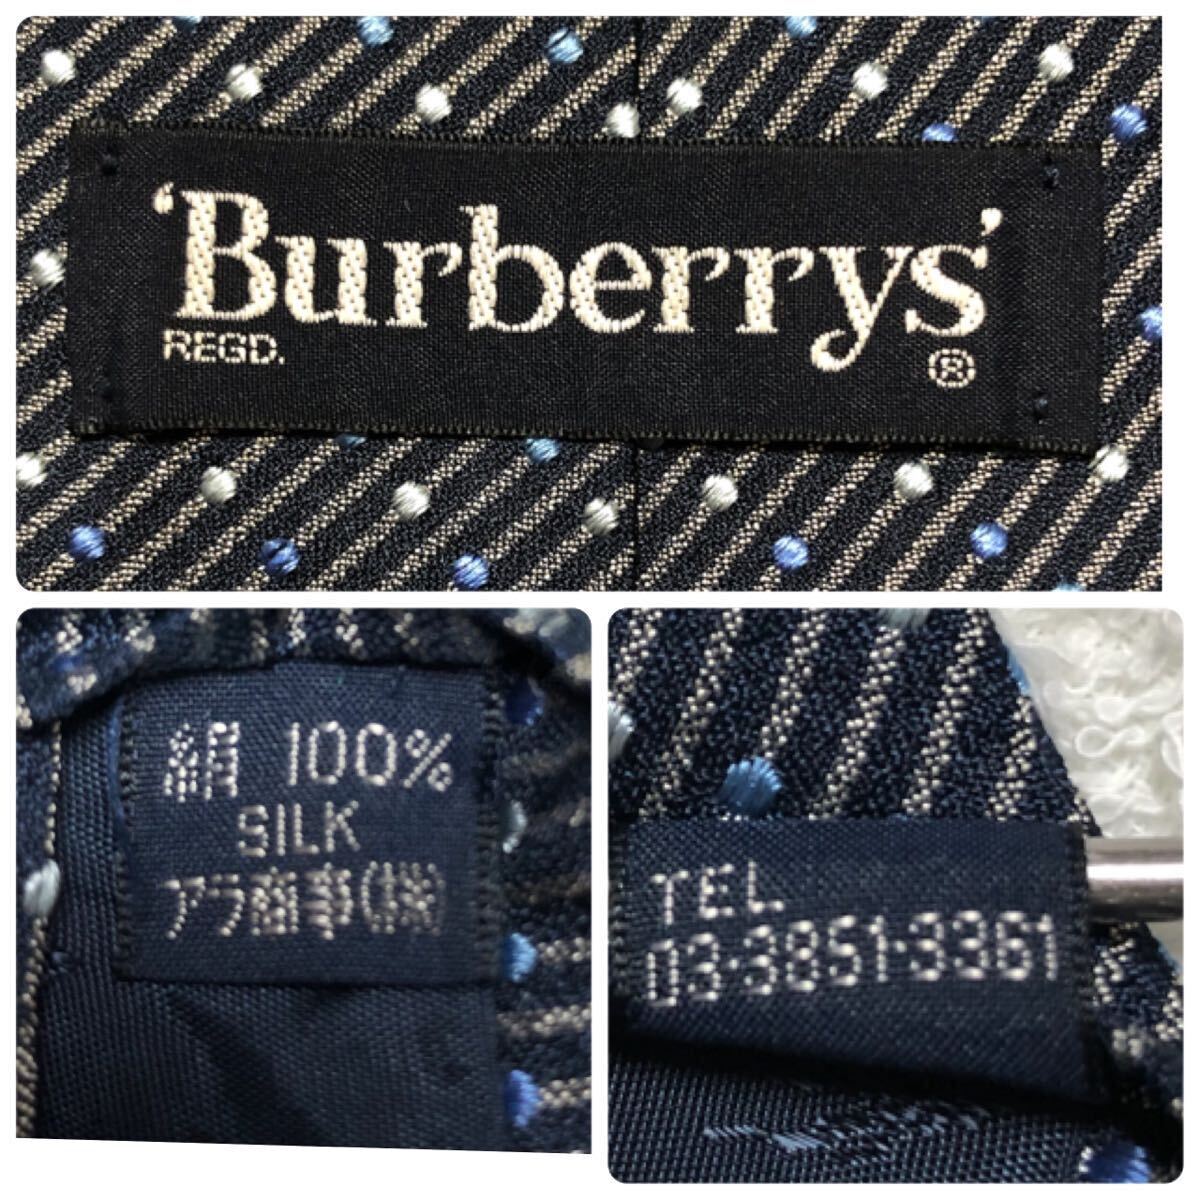 ‘Burberrys’
REGD. ®
絹 100%
SILK
アラ商事(株)
TEL
03-3851-3361